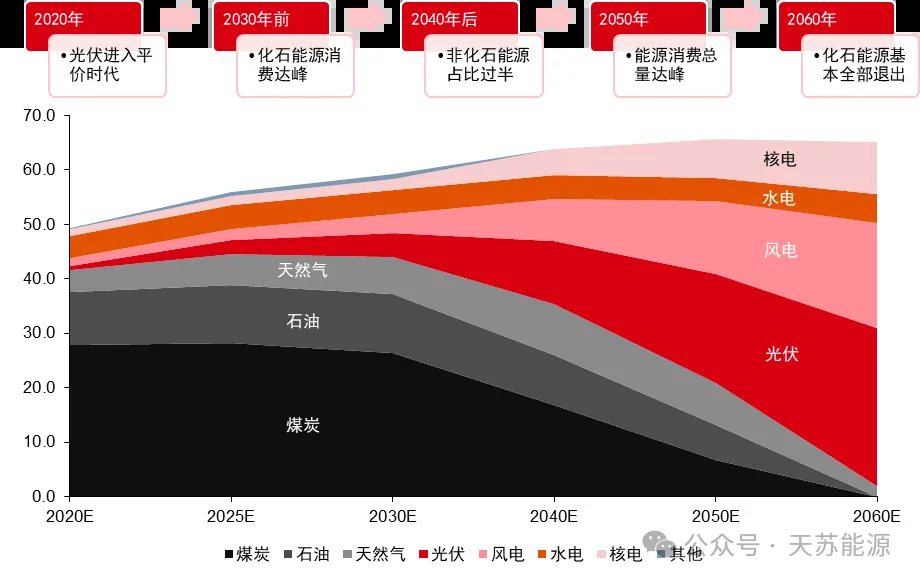 2020年
2030年前
2040年后
2050年
2060年
•光伏进入平
价时代
•化石能源消
费达峰
•非化石能源
占比过半
•能源消费总
量达峰
•化石能源基
本全部退出
70.0
60.0
50.0
40.0
30.0
20.0
10.0
0.0
核电
水电
风电
天然气
石油
光伏
煤炭
2020E
2025E
2030E
2040E
2050E
2060E
煤炭 石油 天然气 光伏 风电 水电 核电 其他
公众号 · 天苏能源